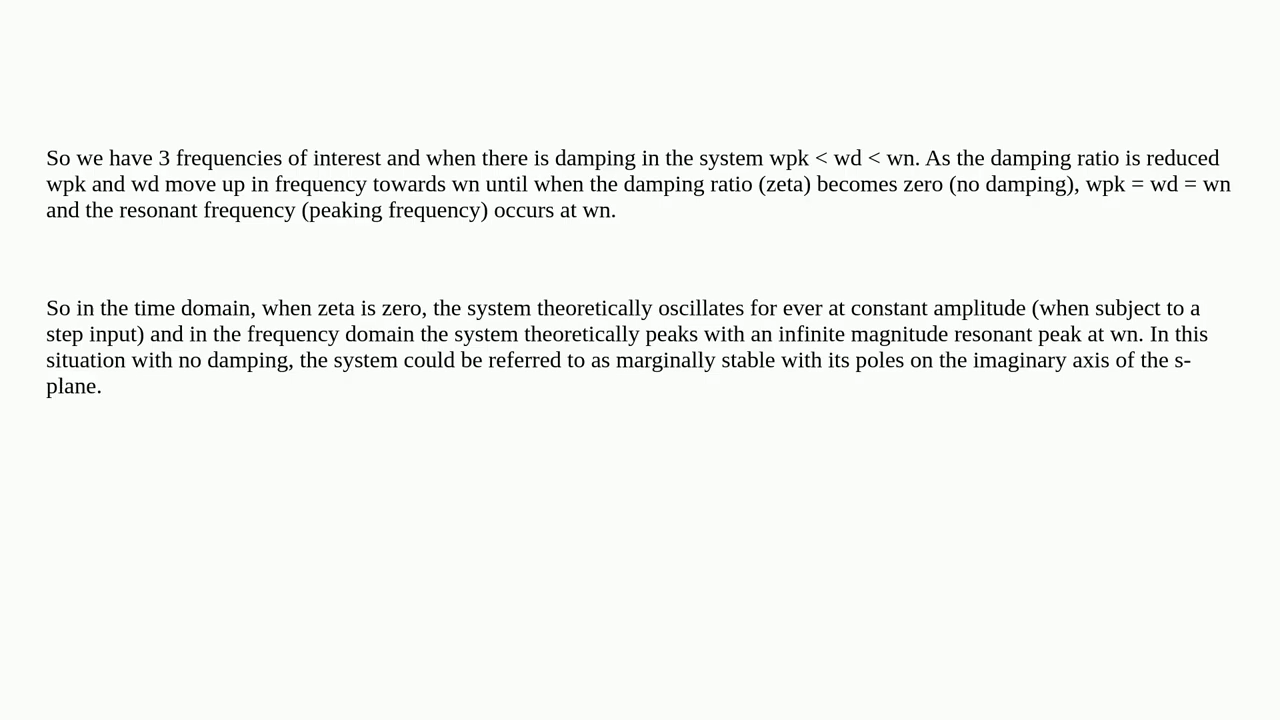 So we have 3 frequencies of interest and when there is damping in the system wpk < wd < wn. As the damping ratio is reduced
wpk and wd move up in frequency towards wn until when the damping ratio (zeta) becomes zero (no damping), wpk = wd = wn
and the resonant frequency (peaking frequency) occurs at wn.
So in the time domain, when zeta is zero, the system theoretically oscillates for ever at constant amplitude (when subject to a
step input) and in the frequency domain the system theoretically peaks with an infinite magnitude resonant peak at wn. In this
situation with no damping, the system could be referred to as marginally stable with its poles on the imaginary axis of the s-
plane.